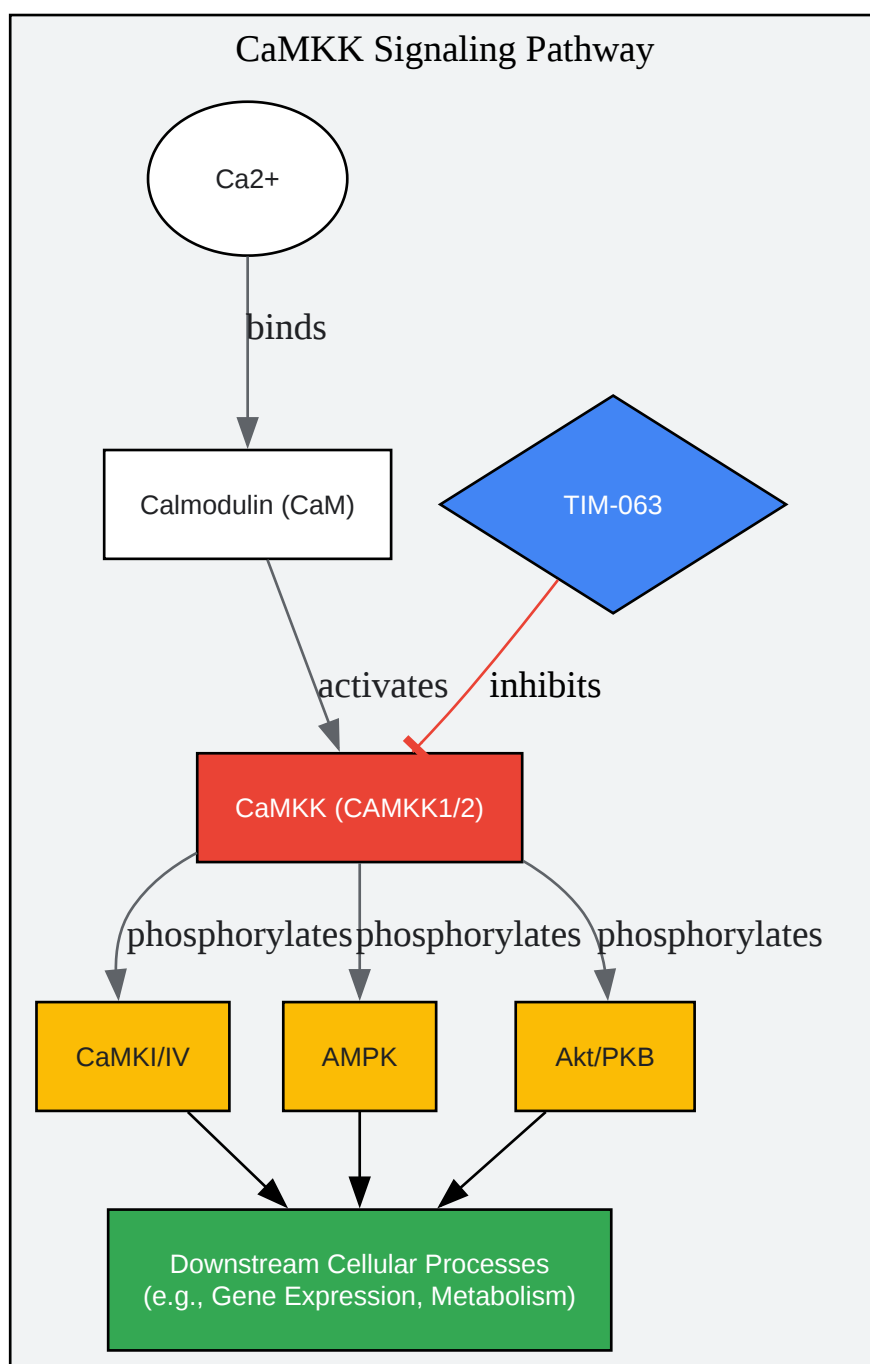 CaMKK Signaling Pathway
Ca2+
binds
Calmodulin (CaM)
TIM-063
activates
inhibits
CaMKK (CAMKK1/2)
phosphorylates
phosphorylates
phosphorylates
CaMKI/IV
AMPK
Akt/PKB
Downstream Cellular Processes
(e.g., Gene Expression, Metabolism)